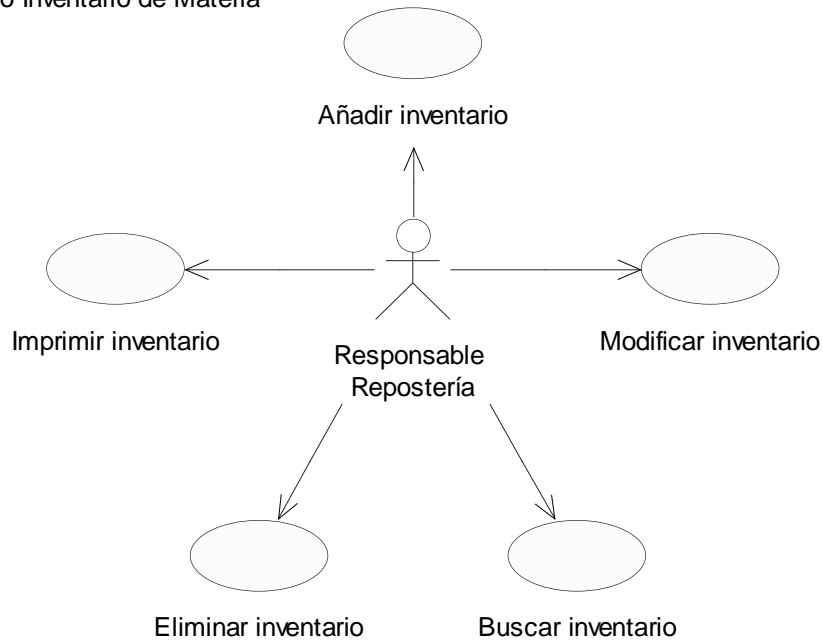 o Inventario de Materia
Añadir inventario
Imprimir inventario
Modificar inventario
Responsable
Repostería
Eliminar inventario
Buscar inventario